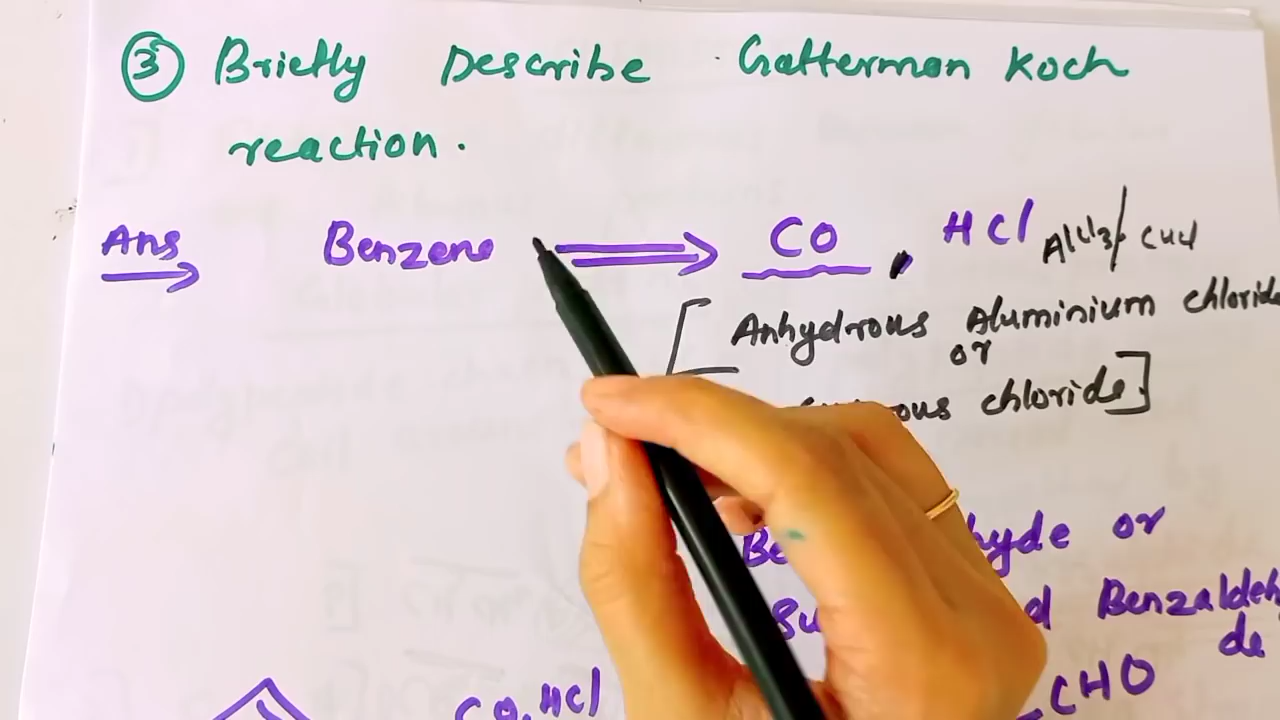 ③ Briefly Describe Gatterman Koch
reaction.
Ans Benzene CO, HCl AlCl3/ CuCl
[Anhydrous Aluminium chloride
or
chloride]
or
Benzaldehy
de
CO, HCl CHO